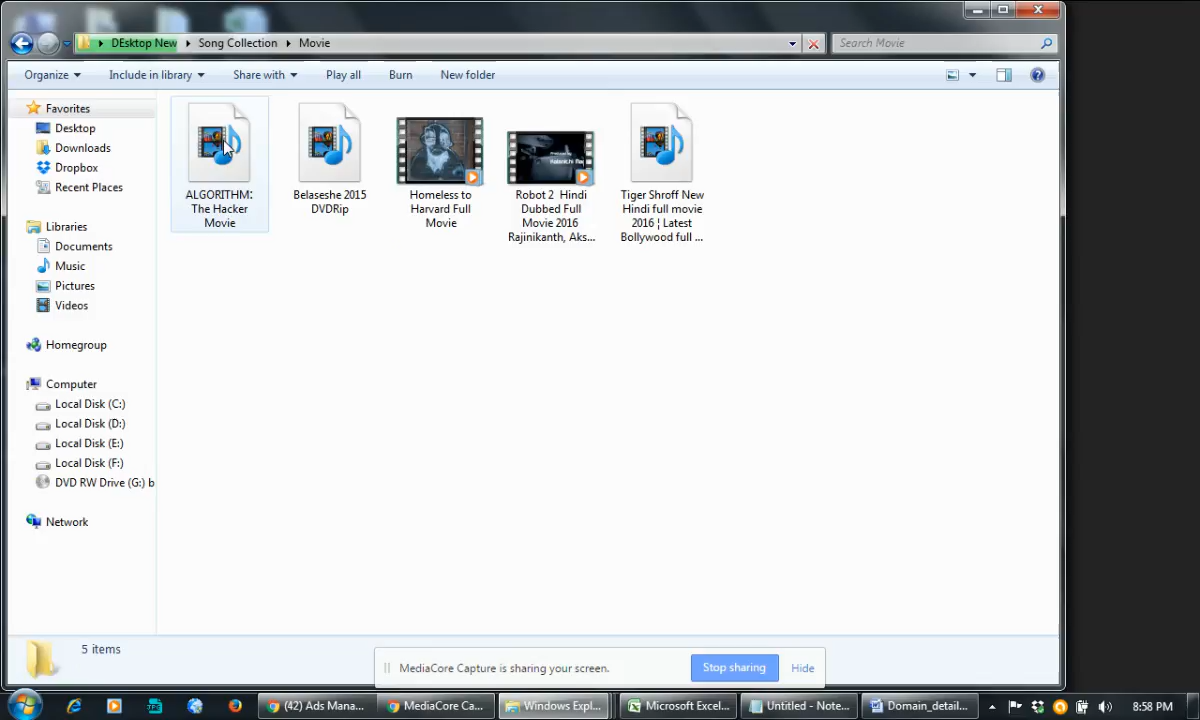 DEsktop New Song Collection Movie
Search Movie
Organize Include in library Share with Play all Burn New folder
Favorites
Desktop
Downloads
Dropbox
Recent Places
Libraries
Documents
Music
Pictures
Videos
Homegroup
Computer
Local Disk (C:)
Local Disk (D:)
Local Disk (E:)
Local Disk (F:)
DVD RW Drive (G:) b
Network
ALGORITHM:
The Hacker
Movie
Belaseshe 2015
DVDRip
Homeless to
Harvard Full
Movie
Robot 2 Hindi
Dubbed Full
Movie 2016
Rajinikanth, Aks...
Tiger Shroff New
Hindi full movie
2016 ¦ Latest
Bollywood full ...
5 items
MediaCore Capture is sharing your screen. Stop sharing Hide
(42) Ads Mana... MediaCore Ca... Windows Expl... Microsoft Excel... Untitled - Note... Domain_detail... 8:58 PM